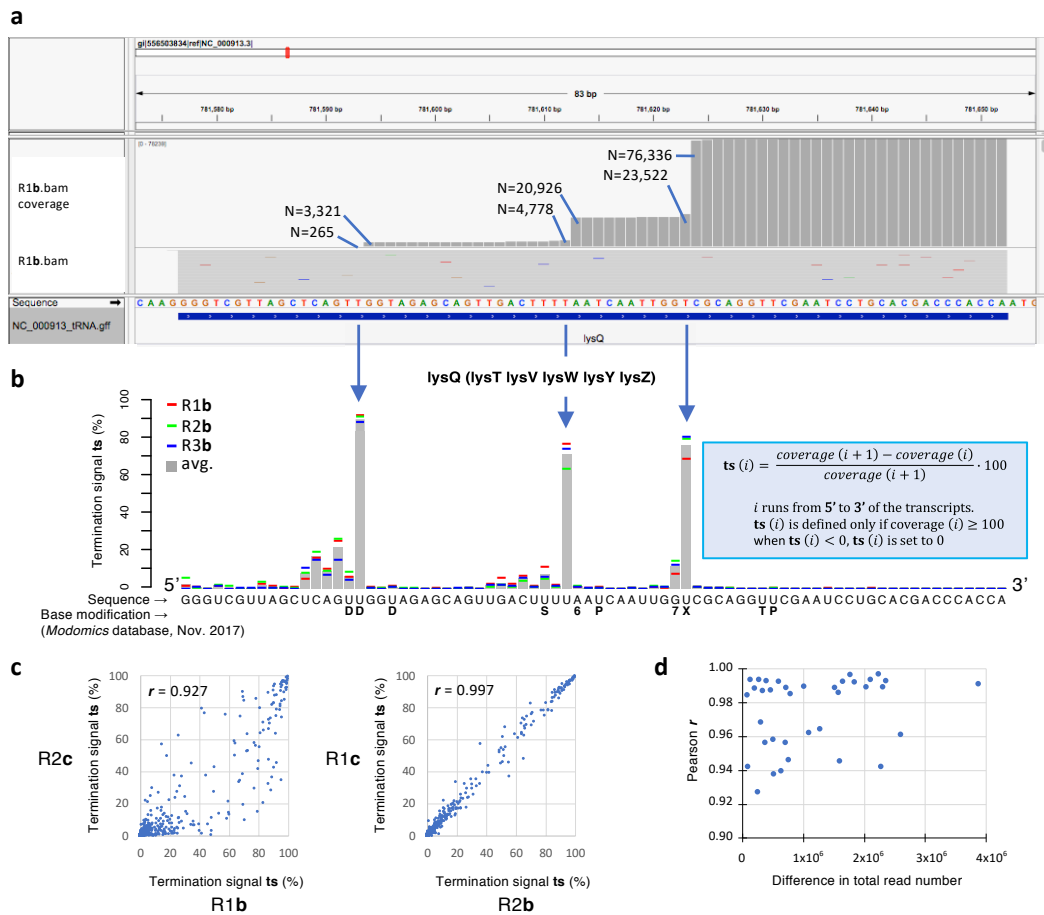 a
gi|556503834|ref|NC_000913.3|
83 bp
781,580 bp 781,590 bp 781,600 bp 781,610 bp 781,620 bp 781,630 bp 781,640 bp 781,650 bp
(0 - 78238)
R1b.bam
coverage
N=3,321
N=265
N=20,926
N=4,778
N=76,336
N=23,522
R1b.bam
Sequence →
CAAGGGGTCGTTAGCTCAGTTGGTAGAGCAGTTGACTTTTAATCAATTGGTCGCAGGTTCGAATCCTGCACGACCCACCAATG
NC_000913_tRNA.gff
lysQ
b
lysQ (lysT lysV lysW lysY lysZ)
Termination signal ts (%)
100
80
60
40
20
0
R1b
R2b
R3b
avg.
ts (i) = coverage (i + 1) − coverage (i) / coverage (i + 1) · 100
i runs from 5' to 3' of the transcripts.
ts (i) is defined only if coverage (i) ≥ 100
when ts (i) < 0, ts (i) is set to 0
5' 3'
Sequence → GGGUCGUUAGCUCAGUUGGUAGAGCAGUUGACUUUUAAUCAAUUGGUCGCAGGUUCGAAUCCUGCACGACCCACCA
Base modification → D D D S 6 P 7 X T P
(Modomics database, Nov. 2017)
c
r = 0.927
R2c
Termination signal ts (%)
100
80
60
40
20
0
0 20 40 60 80 100
Termination signal ts (%)
R1b
r = 0.997
R1c
Termination signal ts (%)
100
80
60
40
20
0
0 20 40 60 80 100
Termination signal ts (%)
R2b
d
Pearson r
1.00
0.98
0.96
0.94
0.92
0.90
0 1x10⁶ 2x10⁶ 3x10⁶ 4x10⁶
Difference in total read number